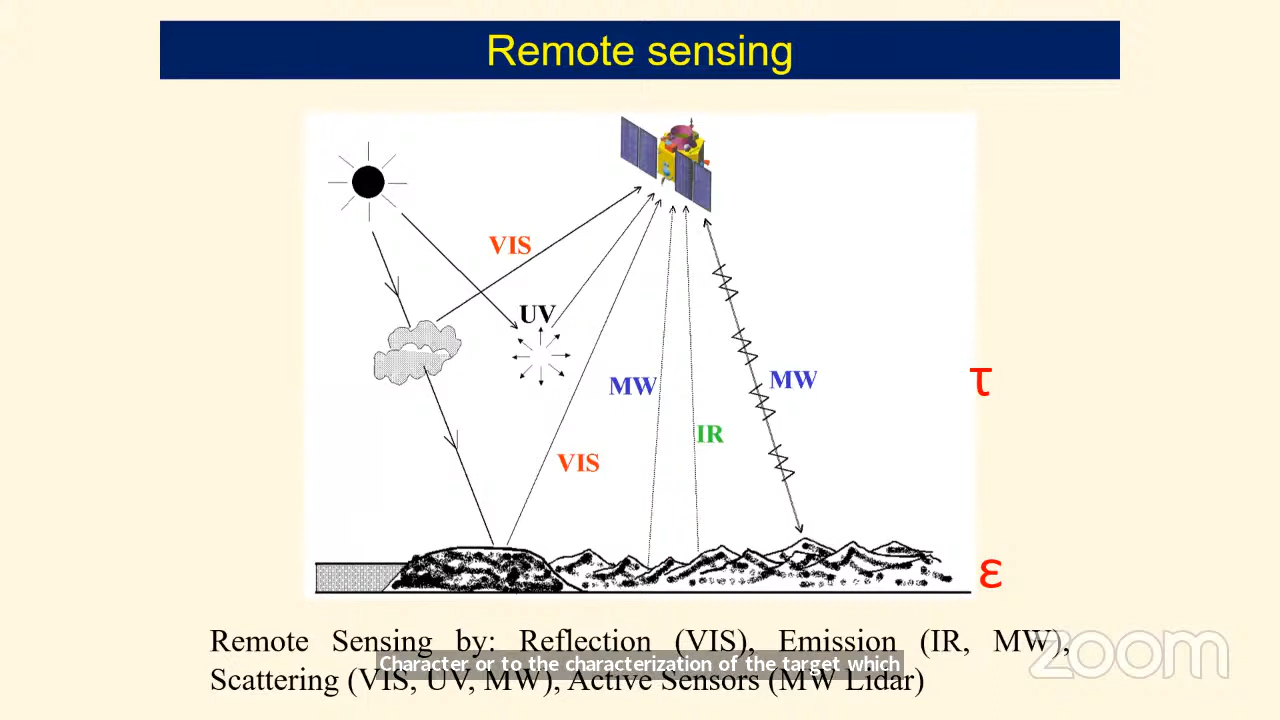 Remote sensing
VIS
UV
MW
MW
τ
IR
VIS
ε
Remote Sensing by: Reflection (VIS), Emission (IR, MW),
Character or to the characterization of the target which
Scattering (VIS, UV, MW), Active Sensors (MW Lidar)
zoom